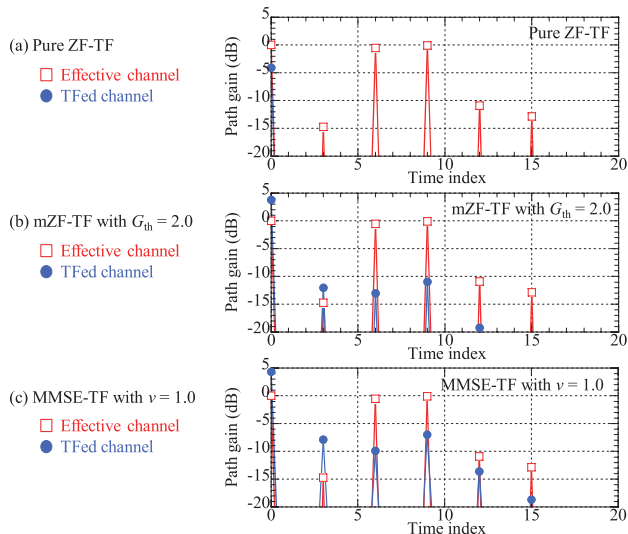 (a) Pure ZF-TF
Effective channel
TFed channel
Path gain (dB)
5
0
-5
-10
-15
-20
Pure ZF-TF
0
5
10
15
20
Time index
(b) mZF-TF with Gth = 2.0
Effective channel
TFed channel
Path gain (dB)
5
0
-5
-10
-15
-20
mZF-TF with Gth = 2.0
0
5
10
15
20
Time index
(c) MMSE-TF with v = 1.0
Effective channel
TFed channel
Path gain (dB)
5
0
-5
-10
-15
-20
MMSE-TF with v = 1.0
0
5
10
15
20
Time index